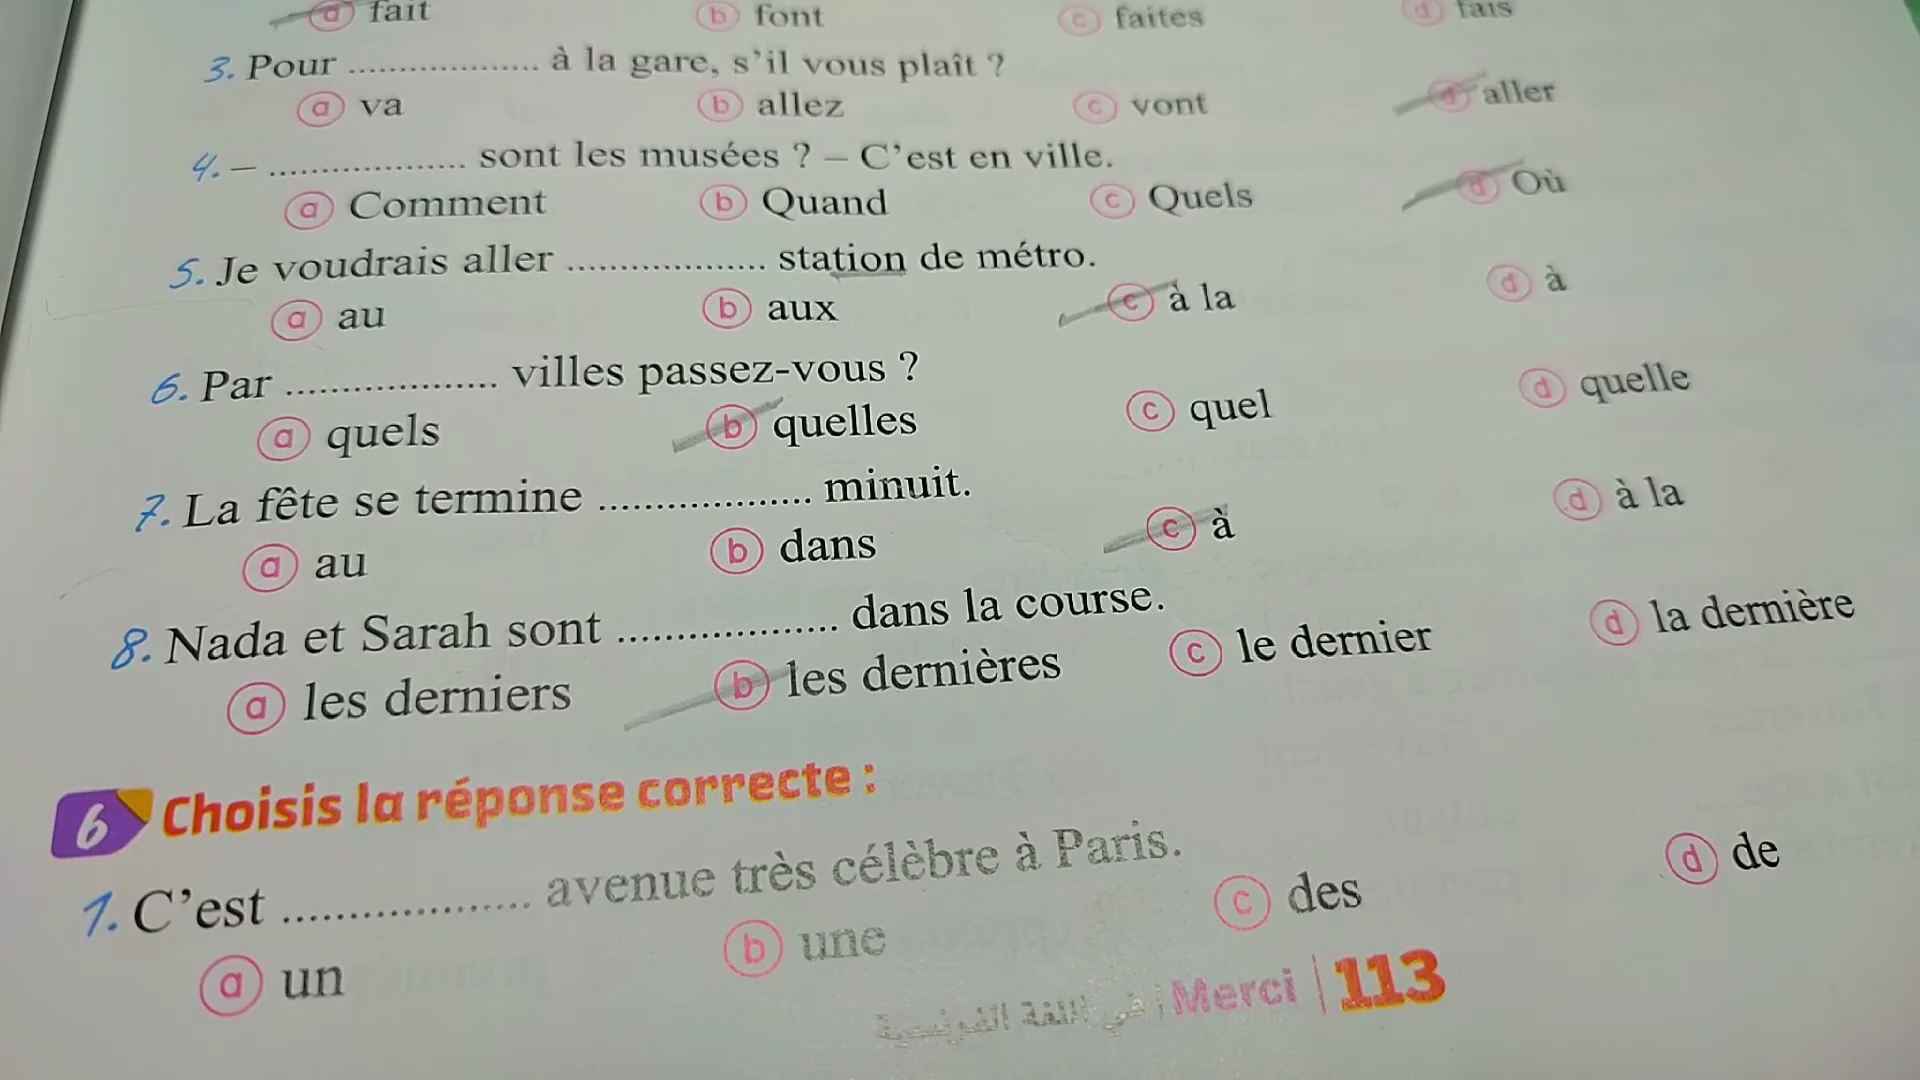 a fait b font c faites d fais
3. Pour .................. à la gare, s'il vous plaît ?
a va b allez c vont d aller
4. – .................. sont les musées ? – C'est en ville.
a Comment b Quand c Quels d Où
5. Je voudrais aller .................. station de métro.
a au b aux c à la d à
6. Par .................. villes passez-vous ?
a quels b quelles c quel d quelle
7. La fête se termine .................. minuit.
a au b dans c à d à la
8. Nada et Sarah sont .................. dans la course.
a les derniers b les dernières c le dernier d la dernière
6 Choisis la réponse correcte :
1. C'est .................. avenue très célèbre à Paris.
a un b une c des d de
في اللغة الفرنسية | Merci | 113